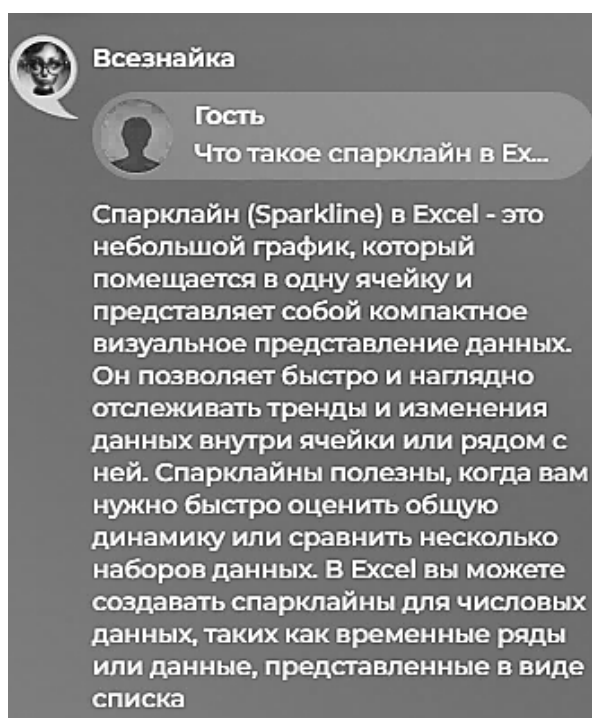 Всезнайка
Гость
Что такое спарклайн в Ex...
Спарклайн (Sparkline) в Excel - это
небольшой график, который
помещается в одну ячейку и
представляет собой компактное
визуальное представление данных.
Он позволяет быстро и наглядно
отслеживать тренды и изменения
данных внутри ячейки или рядом с
ней. Спарклайны полезны, когда вам
нужно быстро оценить общую
динамику или сравнить несколько
наборов данных. В Excel вы можете
создавать спарклайны для числовых
данных, таких как временные ряды
или данные, представленные в виде
списка